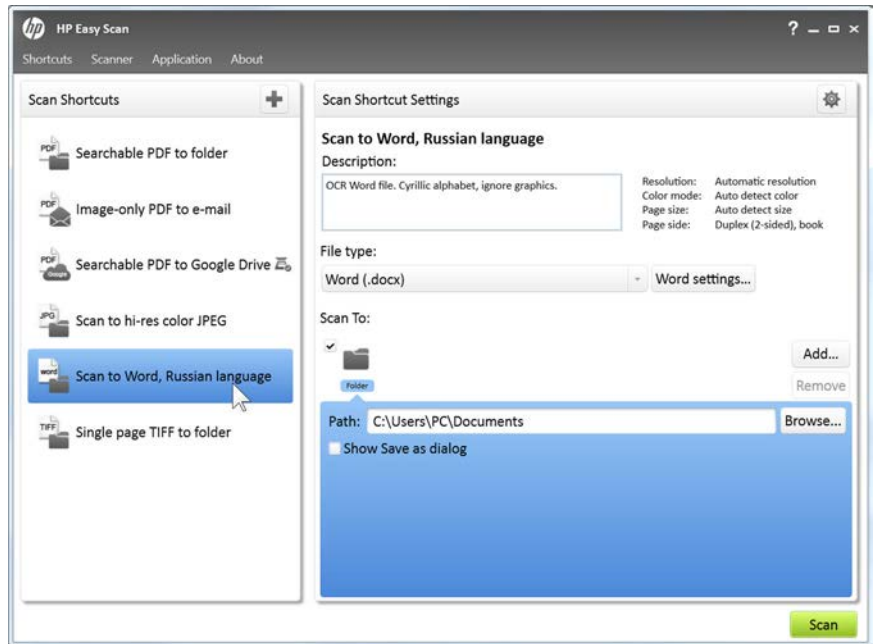 hp HP Easy Scan ?
Shortcuts Scanner Application About
Scan Shortcuts
PDF Searchable PDF to folder
PDF Image-only PDF to e-mail
PDF Google Searchable PDF to Google Drive
JPG Scan to hi-res color JPEG
word Scan to Word, Russian language
TIFF Single page TIFF to folder
Scan Shortcut Settings
Scan to Word, Russian language
Description:
OCR Word file. Cyrillic alphabet, ignore graphics.
Resolution: Automatic resolution
Color mode: Auto detect color
Page size: Auto detect size
Page side: Duplex (2-sided), book
File type:
Word (.docx) Word settings...
Scan To:
Folder
Add...
Remove
Path: C:\Users\PC\Documents Browse...
Show Save as dialog
Scan